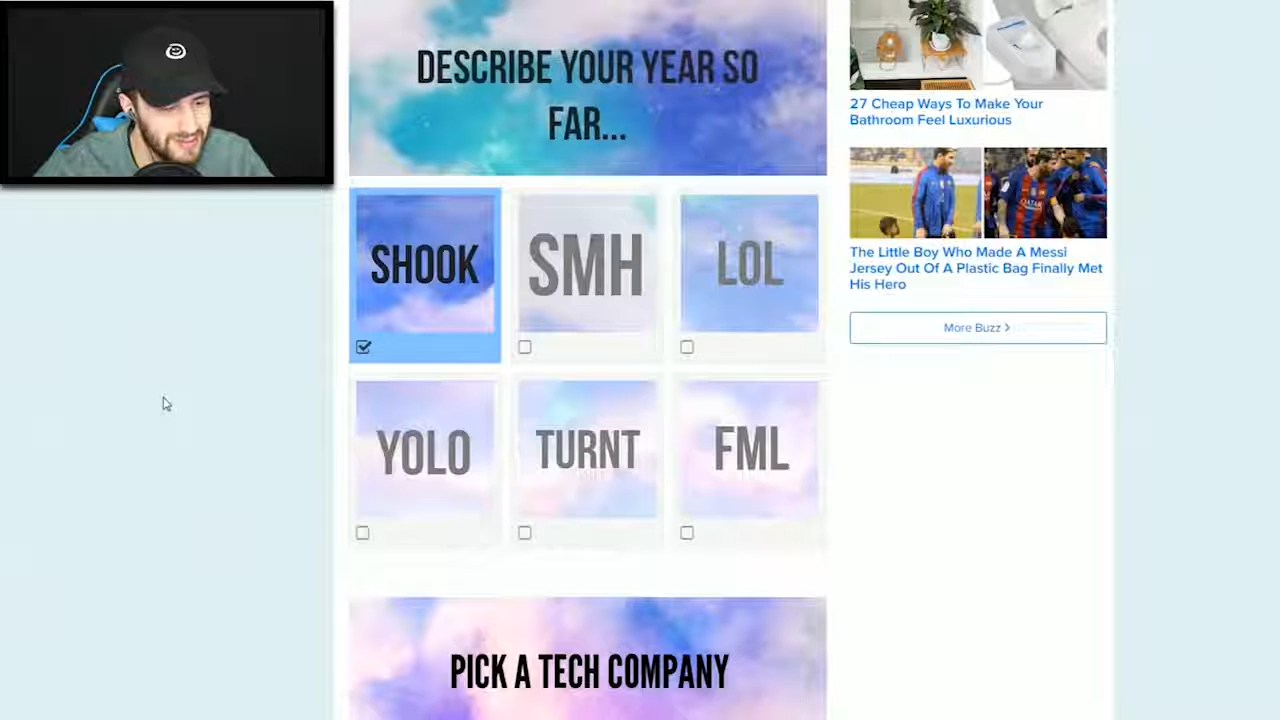 DESCRIBE YOUR YEAR SO
FAR...
SHOOK
SMH
LOL
YOLO
TURNT
FML
PICK A TECH COMPANY
27 Cheap Ways To Make Your
Bathroom Feel Luxurious
The Little Boy Who Made A Messi
Jersey Out Of A Plastic Bag Finally Met
His Hero
More Buzz >